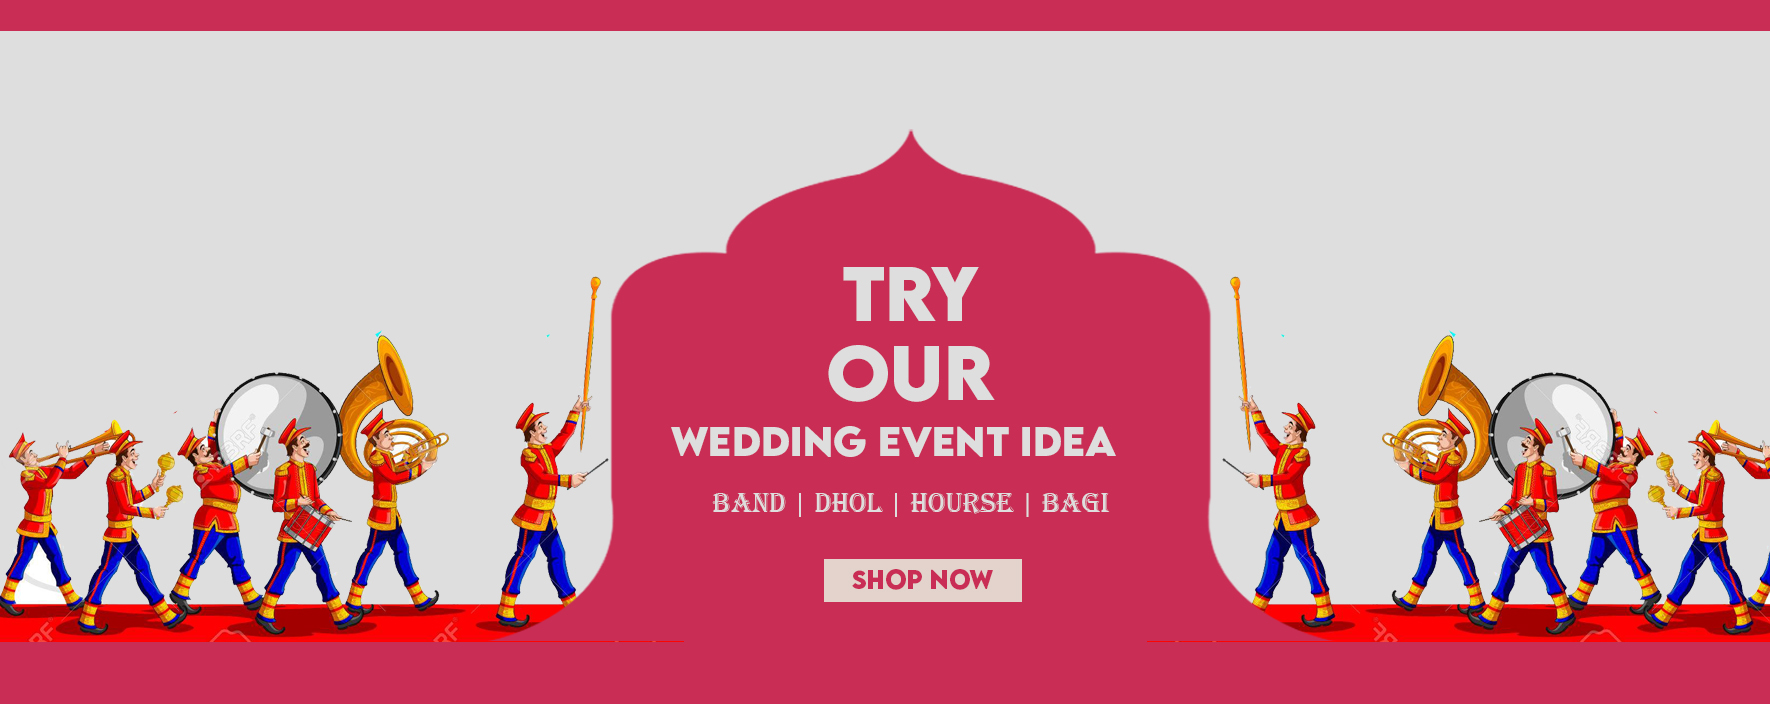 TRY
OUR
WEDDING EVENT IDEA
BAND | DHOL | HOURSE | BAGI
SHOP NOW